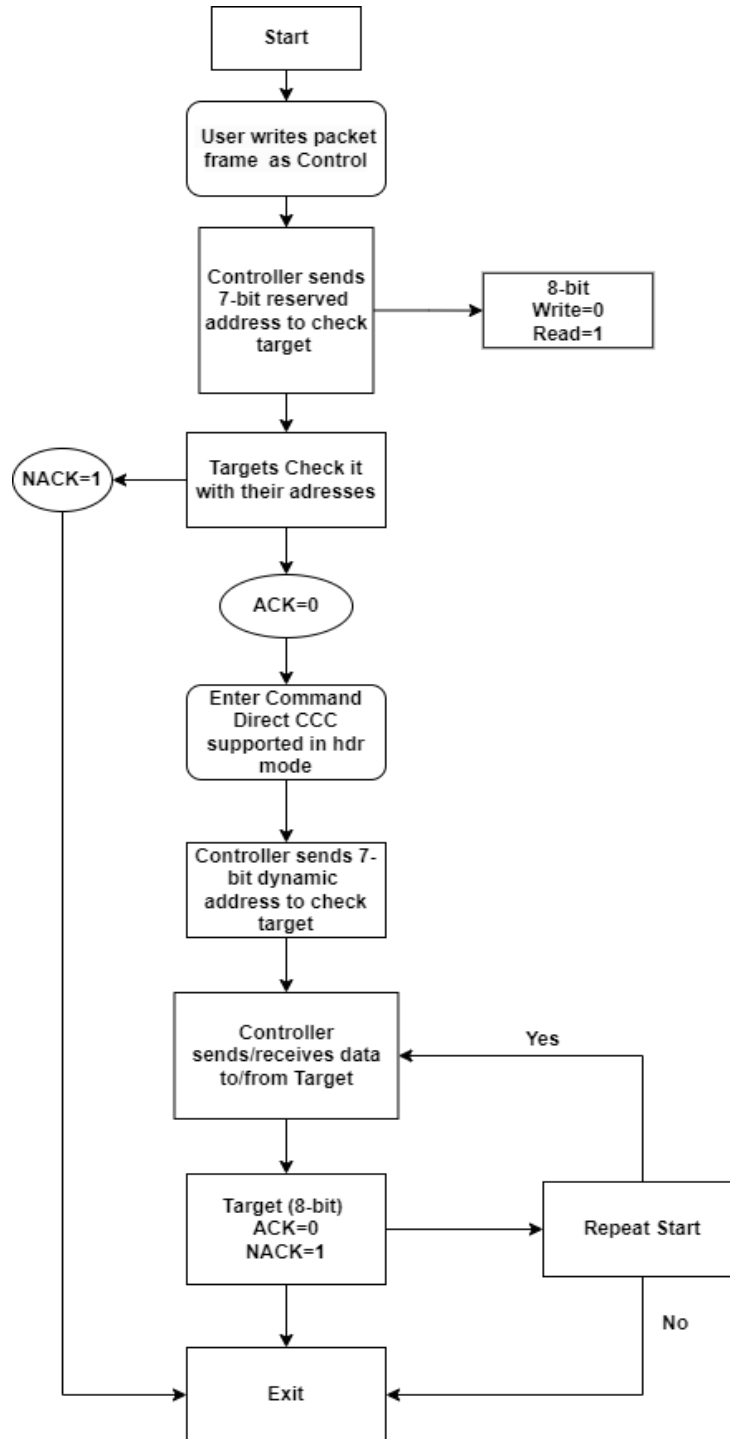 Start
User writes packet
frame as Control
Controller sends
7-bit reserved
address to check
target
8-bit
Write=0
Read=1
Targets Check it
with their adresses
NACK=1
ACK=0
Enter Command
Direct CCC
supported in hdr
mode
Controller sends 7-
bit dynamic
address to check
target
Controller
sends/receives data
to/from Target
Yes
Target (8-bit)
ACK=0
NACK=1
Repeat Start
No
Exit